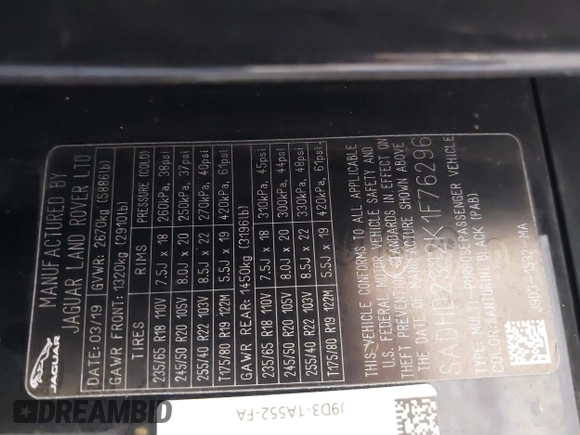 JAGUAR
MANUFACTURED BY
JAGUAR LAND ROVER LTD
DATE: 03/19 GVWR: 2670kg (5886lb)
GAWR FRONT: 1320kg (2910lb)
TIRES RIMS PRESSURE (COLD)
235/65 R18 110V 7.5J x 18 260kPa, 38psi
245/50 R20 105V 8.0J x 20 250kPa, 37psi
255/40 R22 103V 8.5J x 22 270kPa, 40psi
T175/80 R19 122M 5.5J x 19 420kPa, 61psi
GAWR REAR: 1450kg (3196lb)
235/65 R18 110V 7.5J x 18 310kPa, 45psi
245/50 R20 105V 8.0J x 20 300kPa, 44psi
255/40 R22 103V 8.5J x 22 330kPa, 48psi
T175/80 R19 122M 5.5J x 19 420kPa, 61psi
THIS VEHICLE CONFORMS TO ALL APPLICABLE
U.S. FEDERAL MOTOR VEHICLE SAFETY AND
THEFT PREVENTION STANDARDS IN EFFECT ON
THE DATE OF MANUFACTURE SHOWN ABOVE
1F76296
TYPE: PURPOSE PASSENGER VEHICLE
COLOR: SANTORINI BLACK (PAB)
J9D3-1A552-FA
BIDFAX
DREAMBID